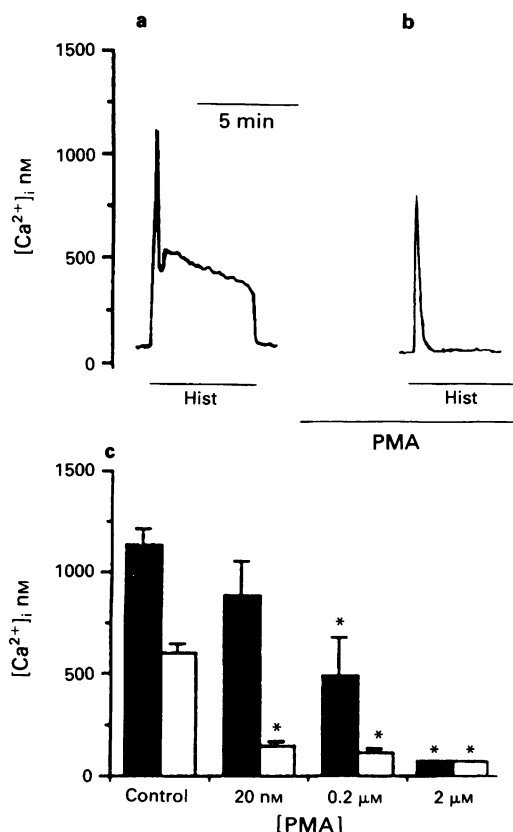 a
b
1500
1000
500
0
[Ca²⁺]ᵢ nM
5 min
Hist
Hist
PMA
c
1500
1000
500
0
[Ca²⁺]ᵢ nM
*
*
*
* *
Control 20 nM 0.2 μM 2 μM
[PMA]